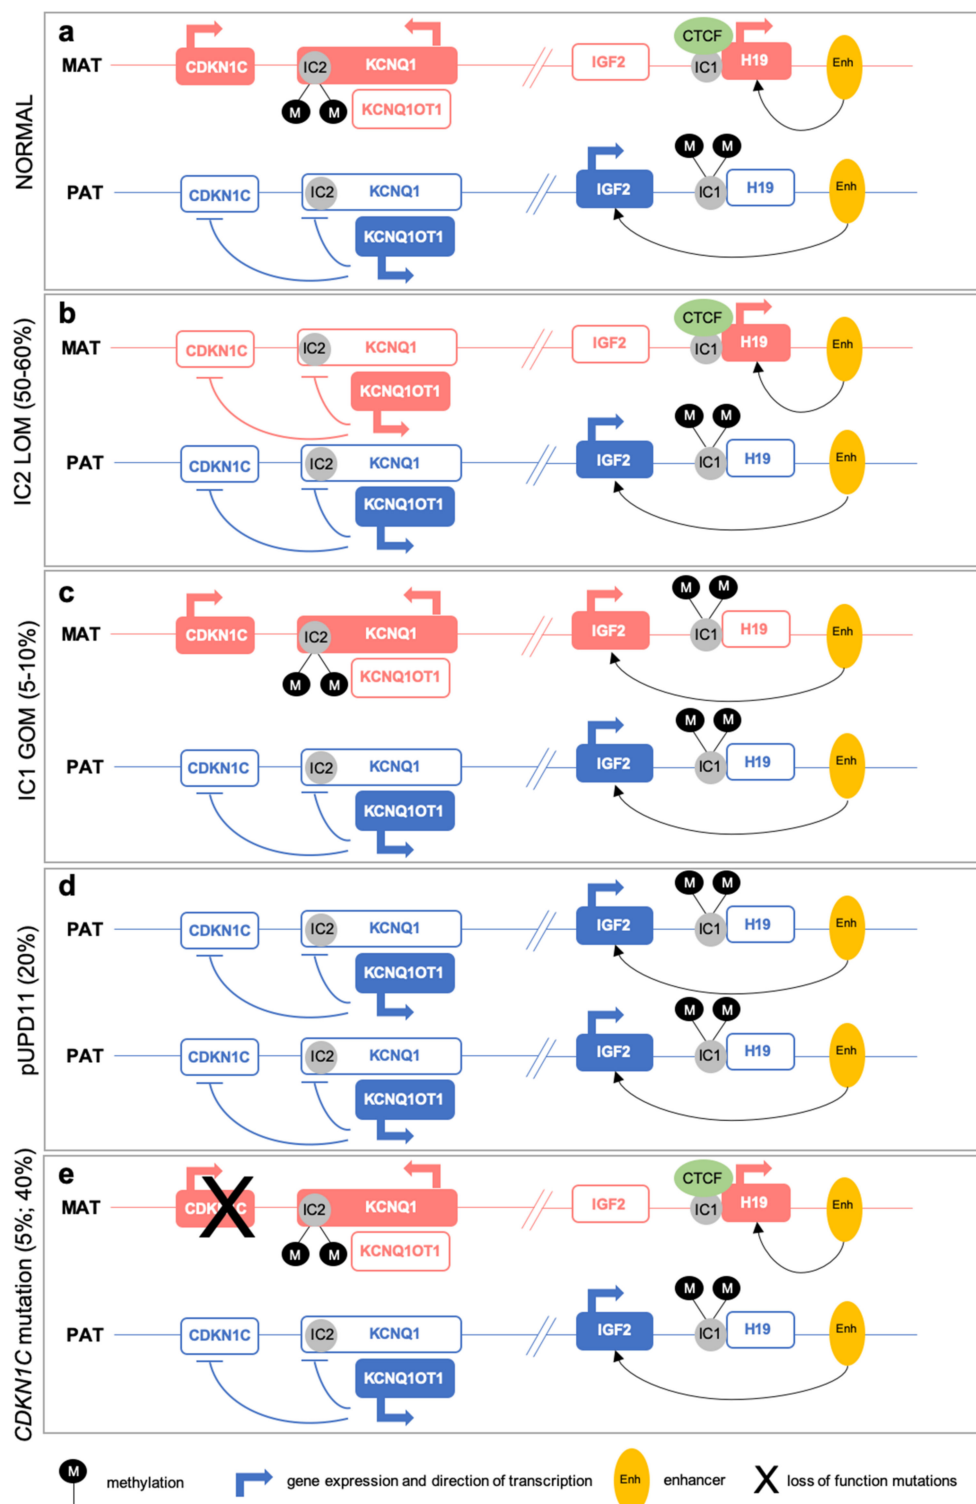 NORMAL
a
MAT
CDKN1C
IC2
KCNQ1
M M
KCNQ1OT1
IGF2
CTCF
IC1
H19
Enh
PAT
CDKN1C
IC2
KCNQ1
KCNQ1OT1
IGF2
M M
IC1
H19
Enh
IC2 LOM (50-60%)
b
MAT
CDKN1C
IC2
KCNQ1
KCNQ1OT1
IGF2
CTCF
IC1
H19
Enh
PAT
CDKN1C
IC2
KCNQ1
KCNQ1OT1
IGF2
M M
IC1
H19
Enh
IC1 GOM (5-10%)
c
MAT
CDKN1C
IC2
KCNQ1
M M
KCNQ1OT1
IGF2
M M
IC1
H19
Enh
PAT
CDKN1C
IC2
KCNQ1
KCNQ1OT1
IGF2
M M
IC1
H19
Enh
pUPD11 (20%)
d
PAT
CDKN1C
IC2
KCNQ1
KCNQ1OT1
IGF2
M M
IC1
H19
Enh
PAT
CDKN1C
IC2
KCNQ1
KCNQ1OT1
IGF2
M M
IC1
H19
Enh
CDKN1C mutation (5%; 40%)
e
MAT
CDKN1C
IC2
KCNQ1
M M
KCNQ1OT1
IGF2
CTCF
IC1
H19
Enh
PAT
CDKN1C
IC2
KCNQ1
KCNQ1OT1
IGF2
M M
IC1
H19
Enh
M methylation
gene expression and direction of transcription
Enh enhancer
X loss of function mutations